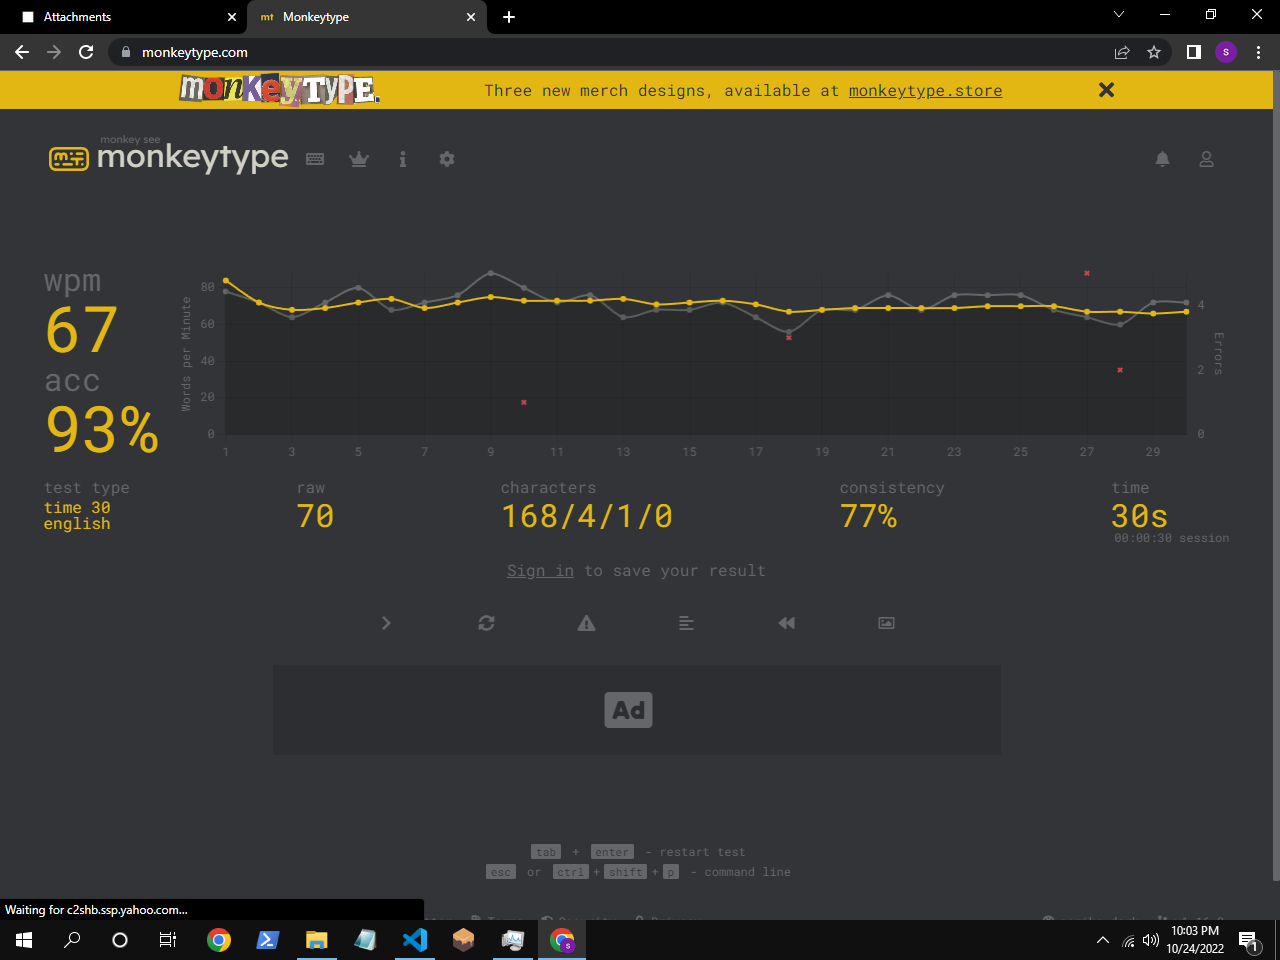 Attachments
mt Monkeytype
monkeytype.com
S
monkeyTYPE.
Three new merch designs, available at monkeytype.store
monkey see
monkeytype
wpm
67
acc
93%
Words per Minute
80
60
40
20
0
4
2
0
Errors
1 3 5 7 9 11 13 15 17 19 21 23 25 27 29
test type
time 30
english
raw
70
characters
168/4/1/0
consistency
77%
time
30s
00:00:30 session
Sign in to save your result
Ad
tab + enter - restart test
esc or ctrl + shift + p - command line
Waiting for c2shb.ssp.yahoo.com...
S
10:03 PM
10/24/2022
1